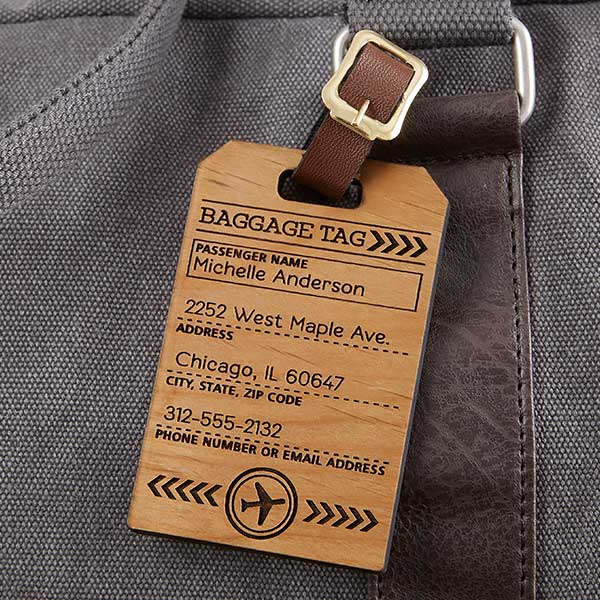 BAGGAGE TAG
PASSENGER NAME
Michelle Anderson
2252 West Maple Ave.
ADDRESS
Chicago, IL 60647
CITY, STATE, ZIP CODE
312-555-2132
PHONE NUMBER OR EMAIL ADDRESS